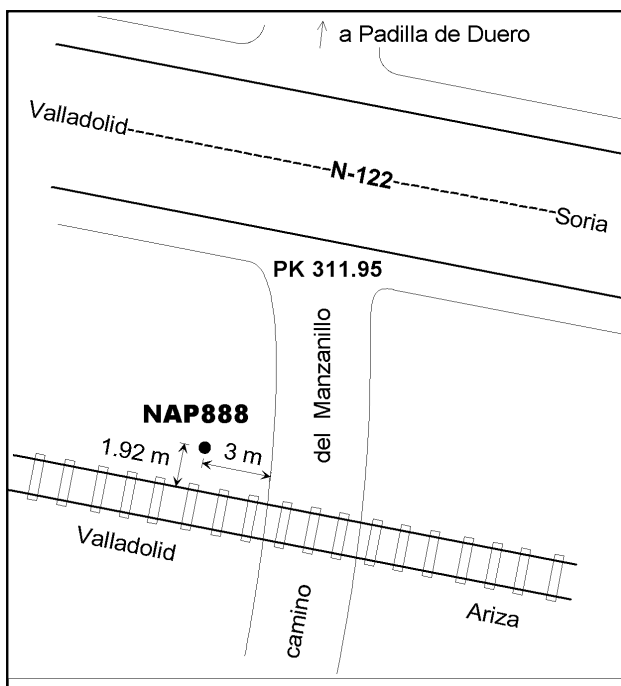 a Padilla de Duero
Valladolid
N-122
Soria
PK 311.95
camino del Manzanillo
NAP888
1.92 m
3 m
Valladolid
Ariza